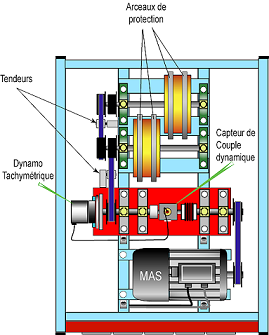 Arceaux de
protection
Tendeurs
Capteur de
Couple
dynamique
Dynamo
Tachymétrique
MAS